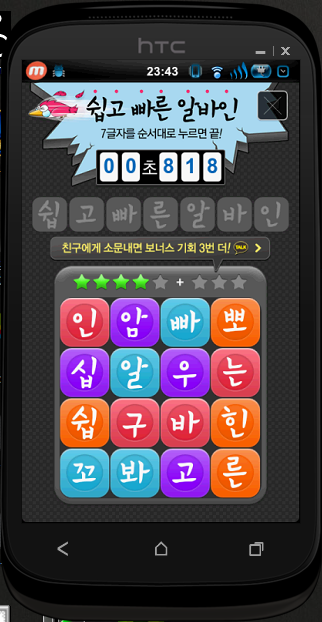 hTC
m 23:43
쉽고 빠른 알바인
7글자를 순서대로 누르면 끝!
00초818
쉽고빠른알바인
친구에게 소문내면 보너스 기회 3번 더! TALK >
+
인 암 빠 뽀
십 알 우 는
쉽 구 바 힌
꼬 봐 고 른